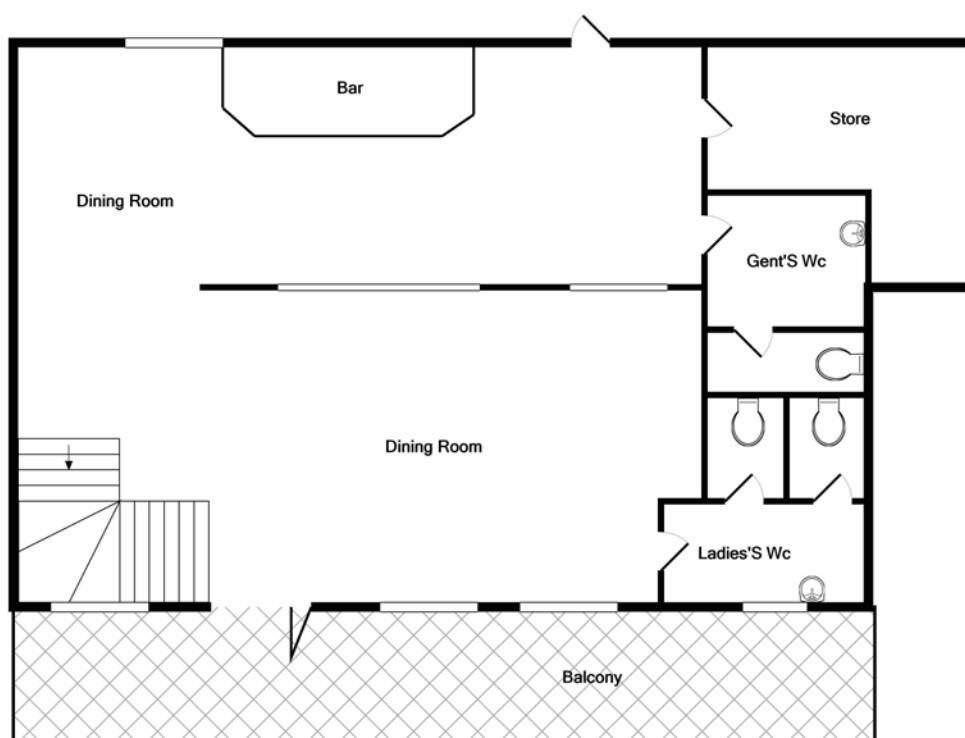 Bar
Store
Dining Room
Gent'S Wc
Dining Room
Ladies'S Wc
Balcony